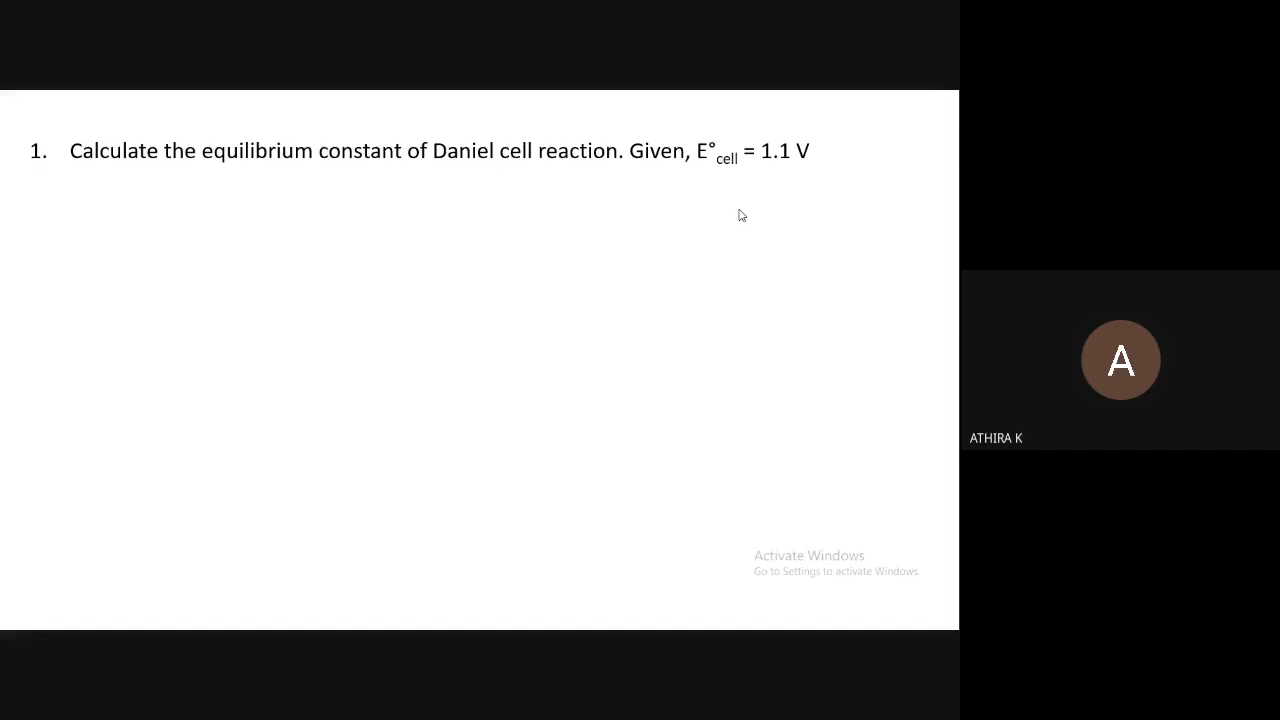 1. Calculate the equilibrium constant of Daniel cell reaction. Given, E°cell = 1.1 V
A
ATHIRA K
Activate Windows
Go to Settings to activate Windows.